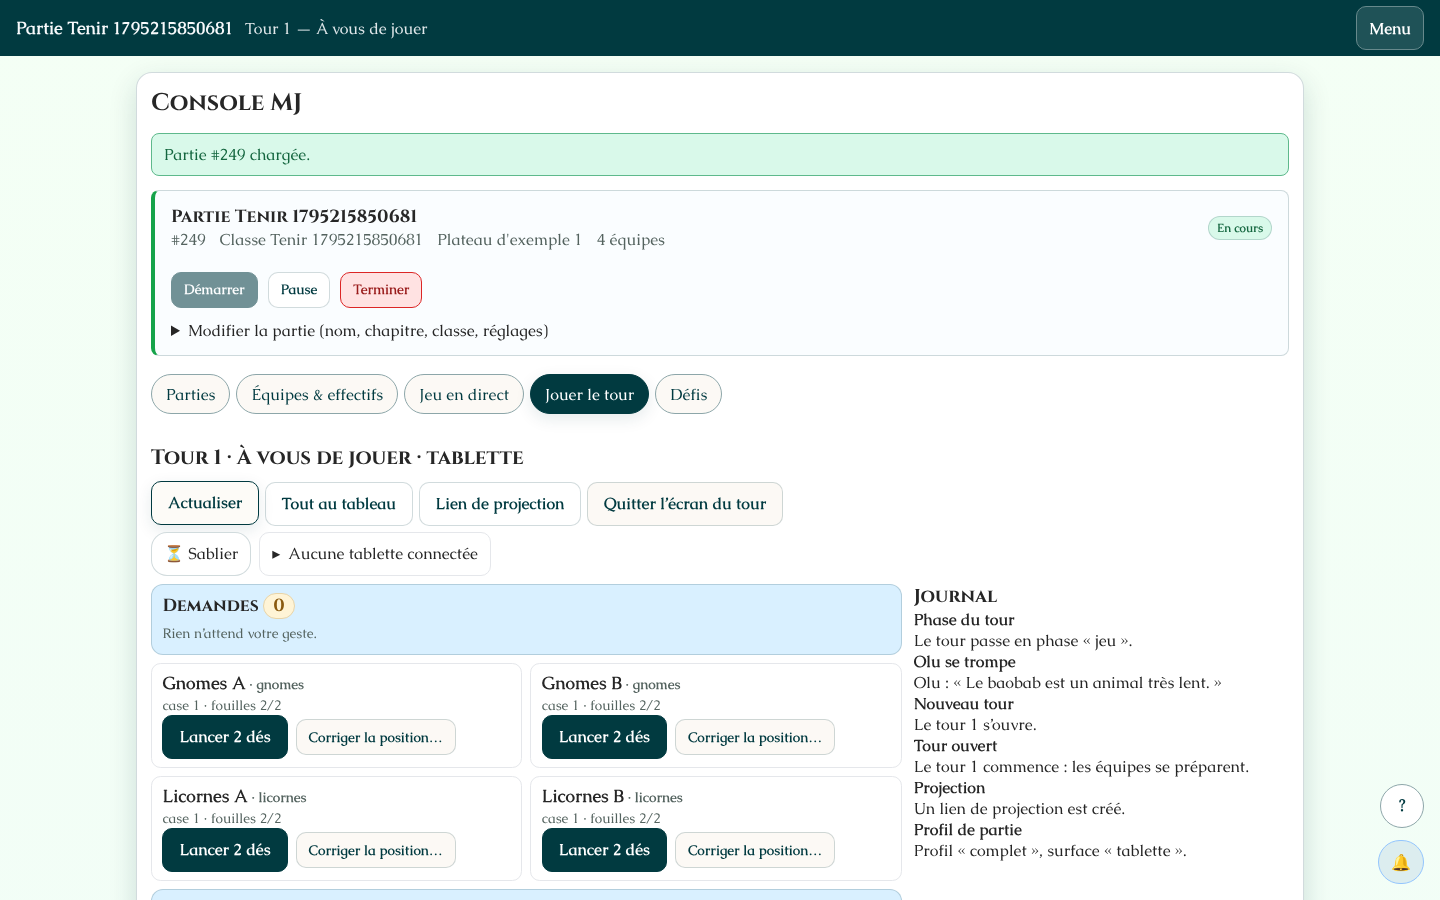 Partie Tenir 1795215850681 Tour 1 — À vous de jouer
Menu
Console MJ
Partie #249 chargée.
Partie Tenir 1795215850681
#249 Classe Tenir 1795215850681 Plateau d'exemple 1 4 équipes
En cours
Démarrer Pause Terminer
Modifier la partie (nom, chapitre, classe, réglages)
Parties Équipes & effectifs Jeu en direct Jouer le tour Défis
Tour 1 · À vous de jouer · tablette
Actualiser Tout au tableau Lien de projection Quitter l’écran du tour
Sablier Aucune tablette connectée
Demandes 0
Rien n’attend votre geste.
Gnomes A · gnomes
case 1 · fouilles 2/2
Lancer 2 dés Corriger la position…
Gnomes B · gnomes
case 1 · fouilles 2/2
Lancer 2 dés Corriger la position…
Licornes A · licornes
case 1 · fouilles 2/2
Lancer 2 dés Corriger la position…
Licornes B · licornes
case 1 · fouilles 2/2
Lancer 2 dés Corriger la position…
Journal
Phase du tour
Le tour passe en phase « jeu ».
Olu se trompe
Olu : « Le baobab est un animal très lent. »
Nouveau tour
Le tour 1 s’ouvre.
Tour ouvert
Le tour 1 commence : les équipes se préparent.
Projection
Un lien de projection est créé.
Profil de partie
Profil « complet », surface « tablette ».
?